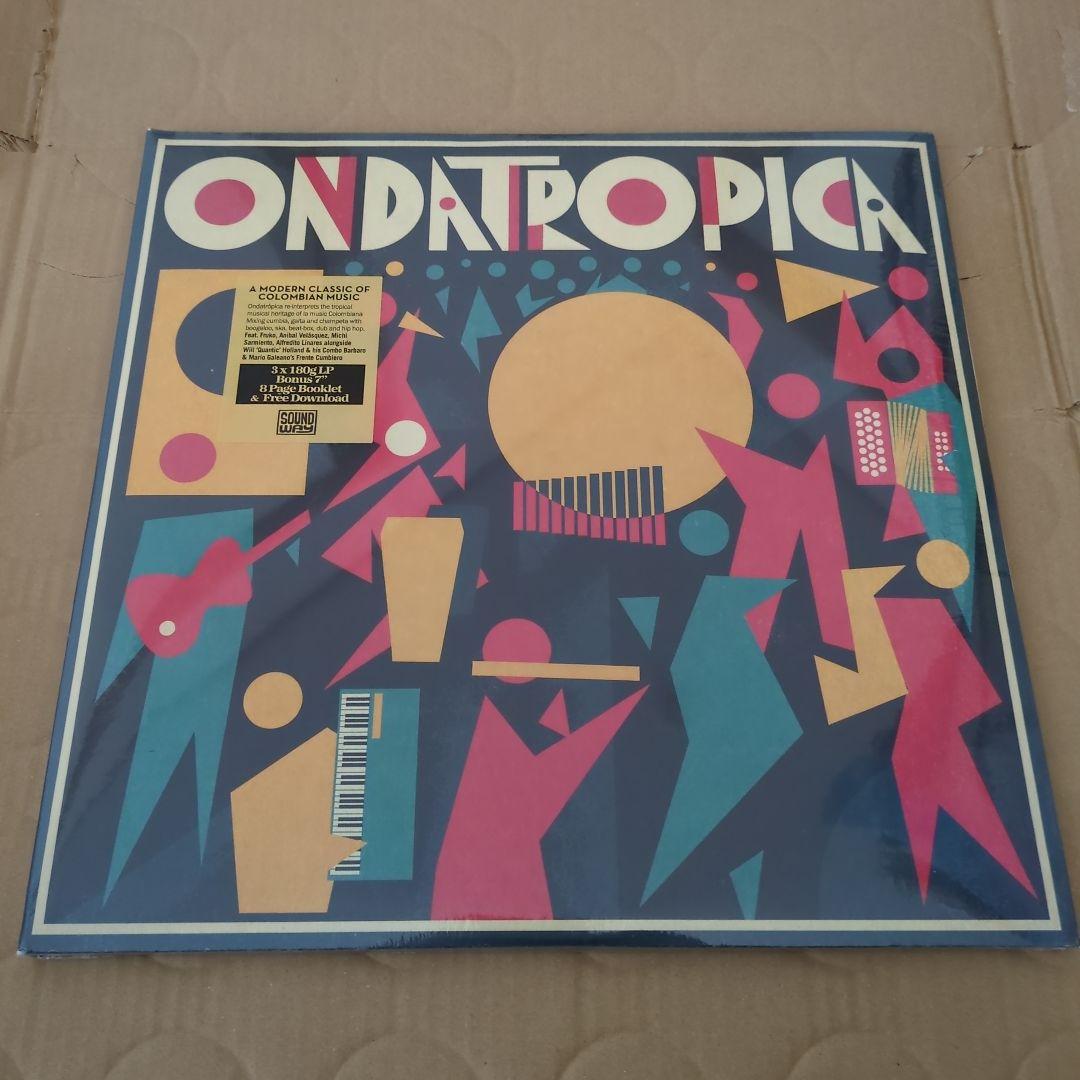 ONDATRÓPICA
A MODERN CLASSIC OF
COLOMBIAN MUSIC
Ondatrópica re-interprets the tropical
musical heritage of la music Colombiana
Mixing cumbia, gaita and champeta with
boogaloo, ska, beat-box, dub and hip hop.
Feat. Fruko, Anibal Velásquez, Michi
Sarmiento, Alfredito Linares alongside
Will 'Quantic' Holland & his Combo Barbaro
& Mario Galeano's Frente Cumbiero
3 x 180g LP
Bonus 7"
8 Page Booklet
& Free Download
SOUND
WAY